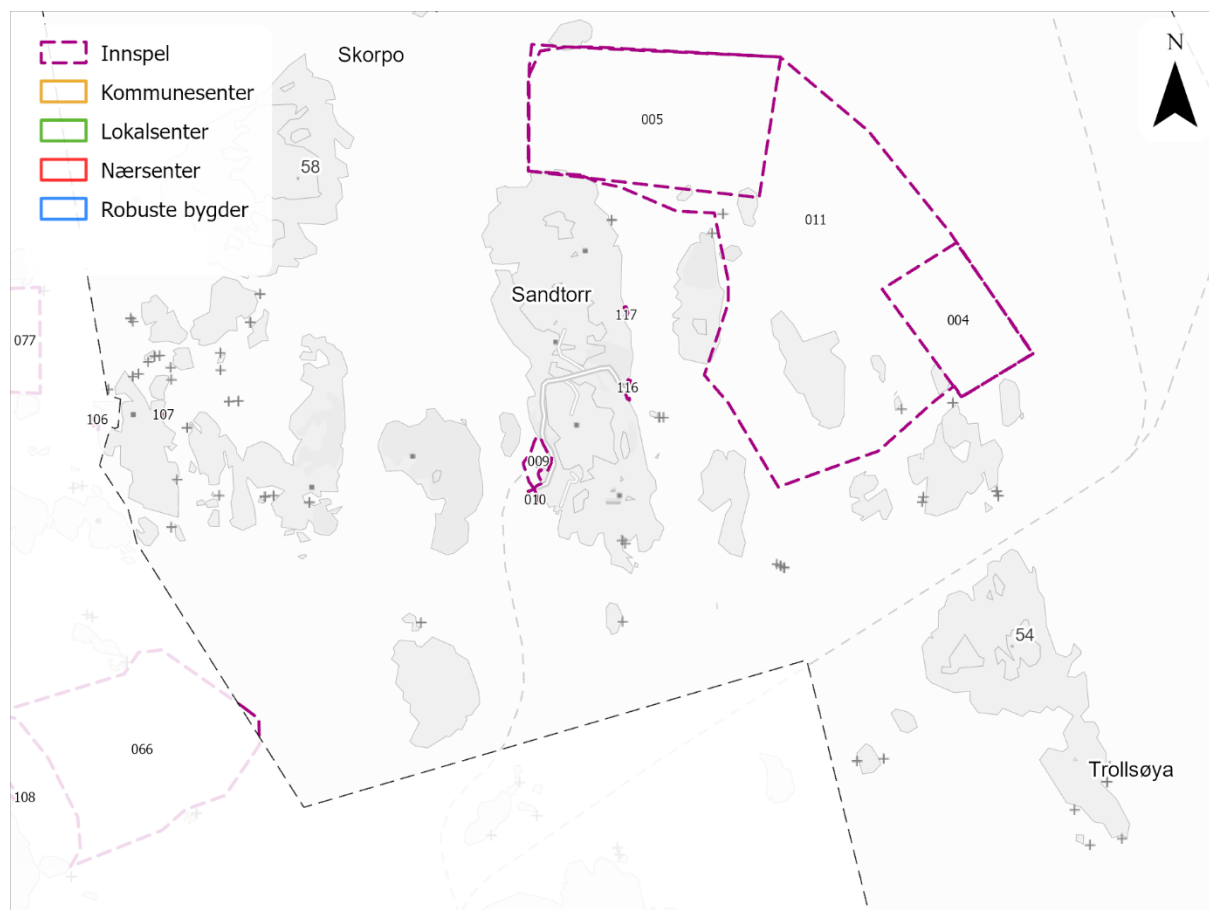 Innspel
Kommunesenter
Lokalsenter
Nærsenter
Robuste bygder
N
Skorpo
58
005
011
Sandtorr
117
004
077
116
106
107
009
010
54
066
Trollsøya
108